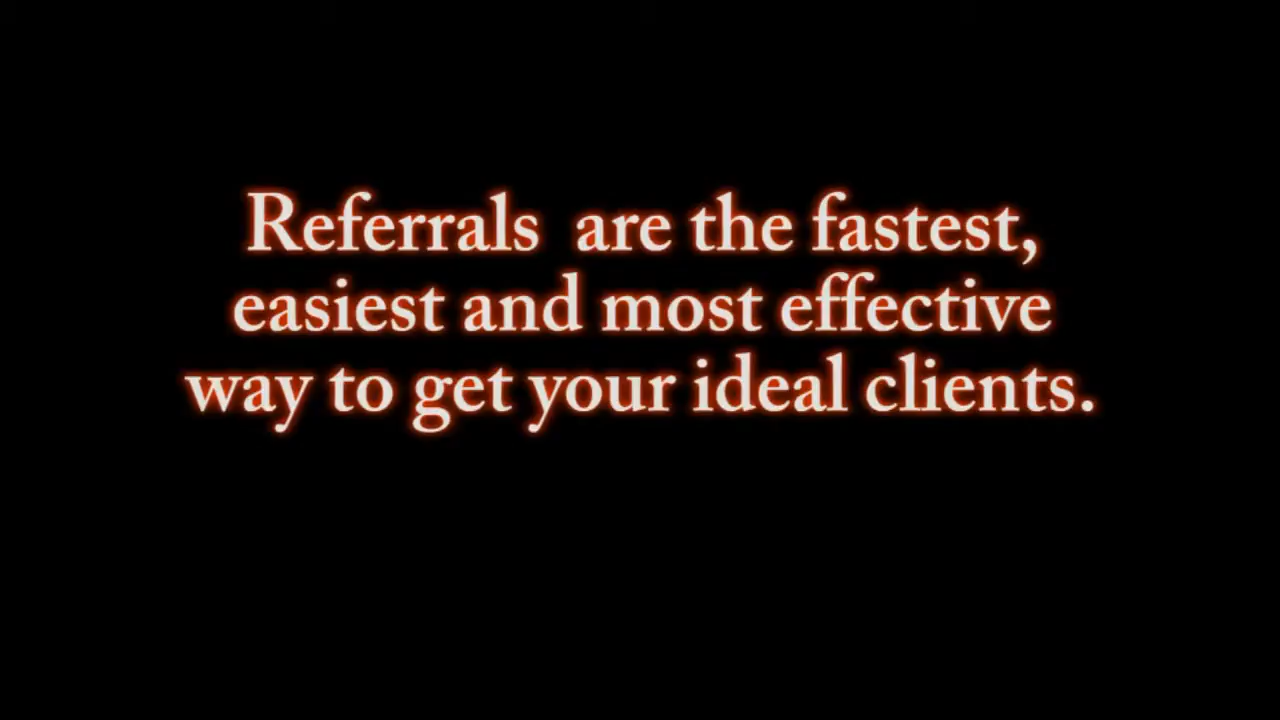 Referrals  are the fastest,
easiest and most effective
way to get your ideal clients.